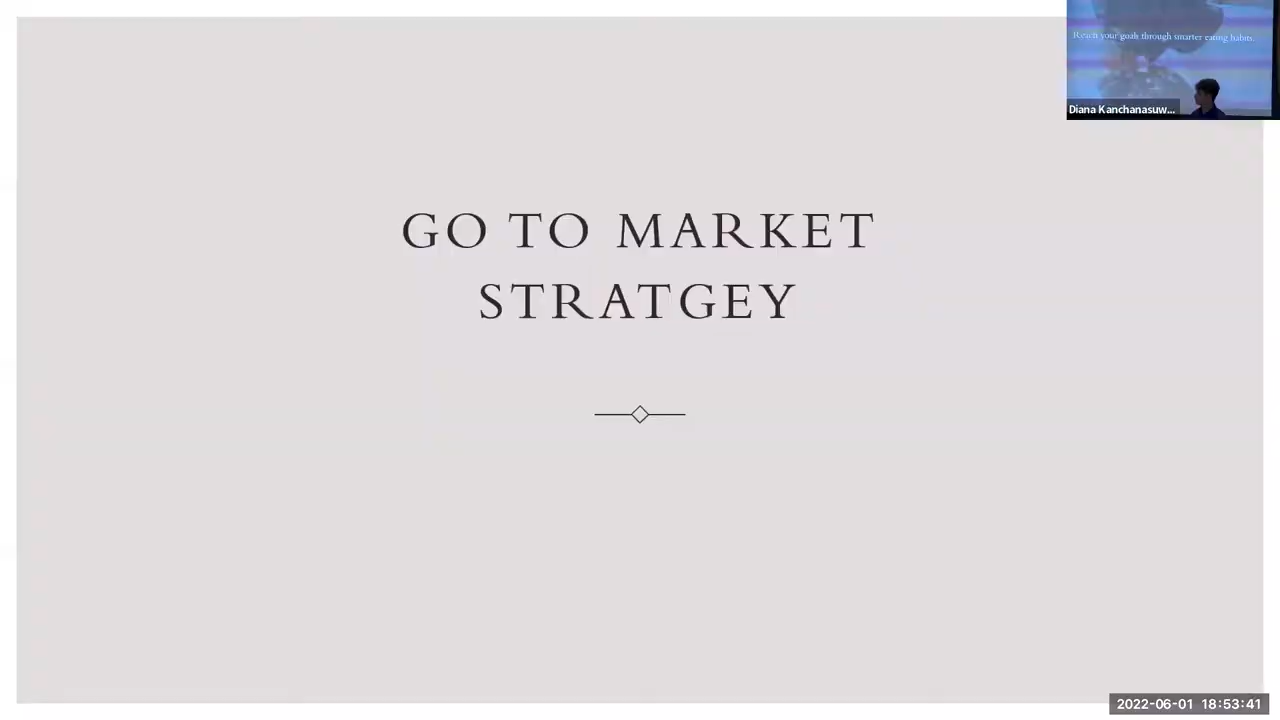 Reach your goals through smarter eating habits.
Diana Kanchanasuw...
GO TO MARKET
STRATGEY
2022-06-01 18:53:41